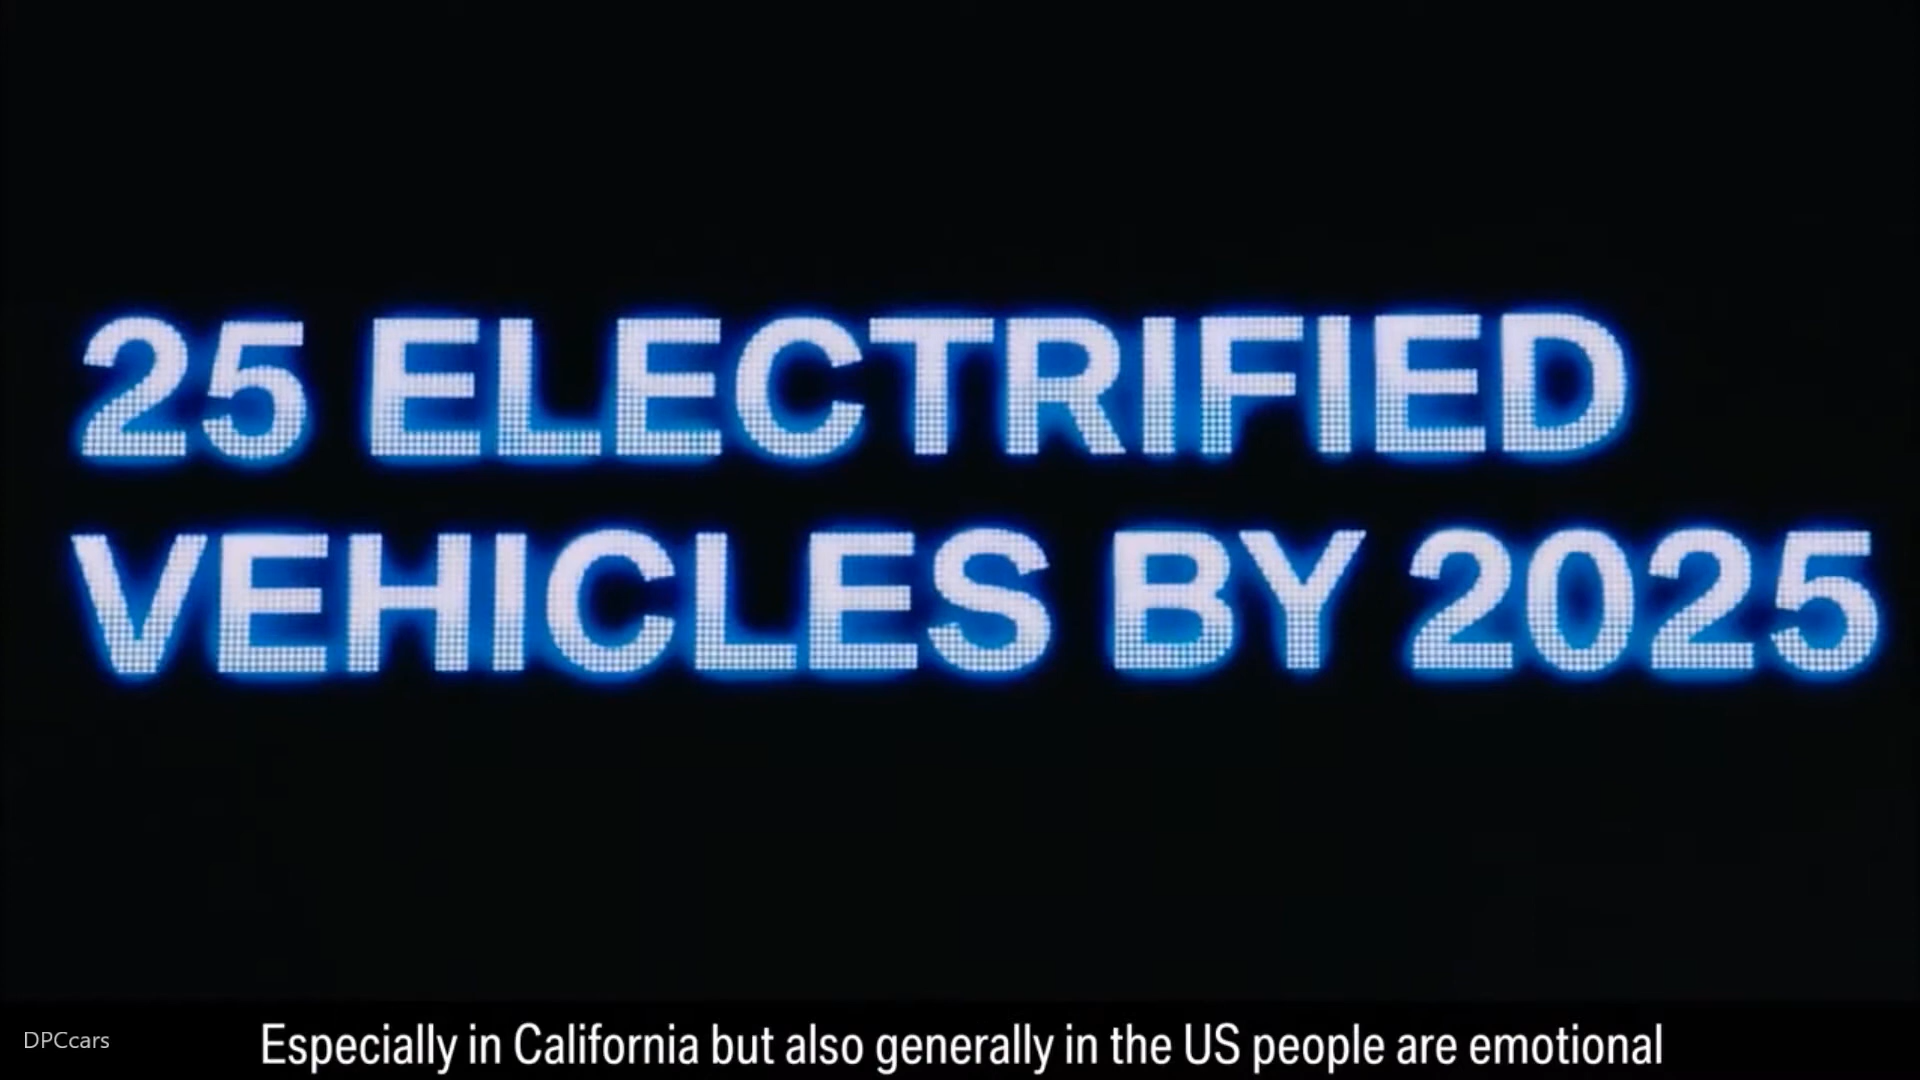 25 ELECTRIFIED
VEHICLES BY 2025
DPCcars
Especially in California but also generally in the US people are emotional